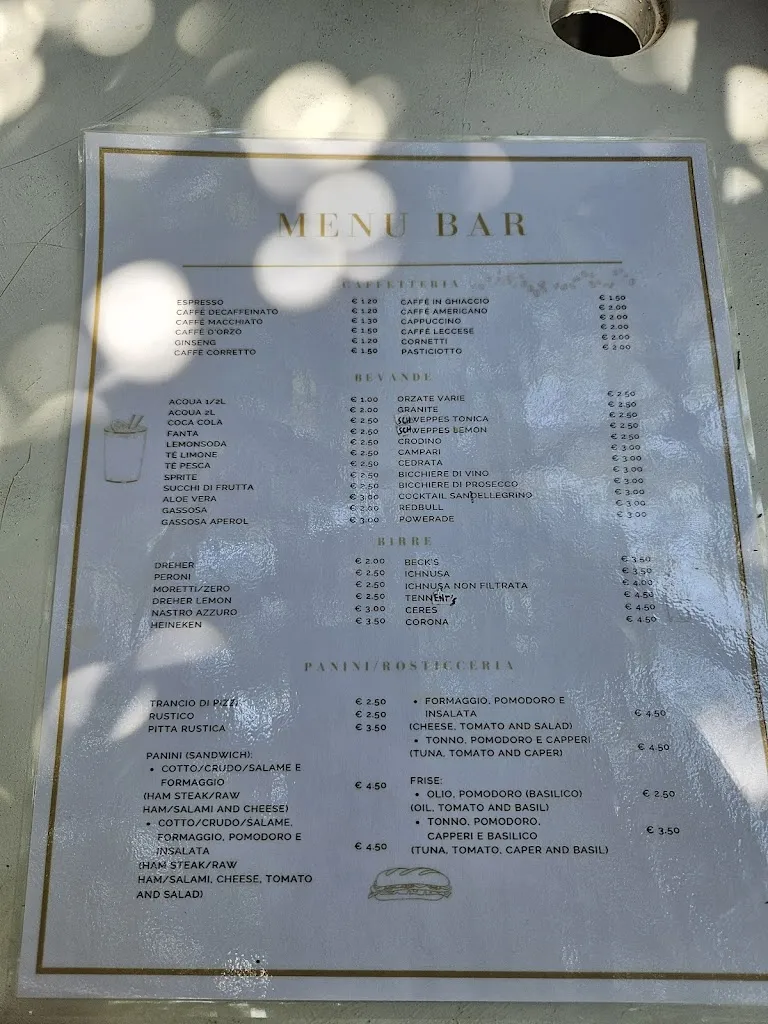 MENU BAR
CAFFETTERIA
ESPRESSO € 1.20 CAFFÈ IN GHIACCIO € 1.50
CAFFÈ DECAFFEINATO € 1.20 CAFFÈ AMERICANO € 2.00
CAFFÈ MACCHIATO € 1.30 CAPPUCCINO € 2.00
CAFFÈ D'ORZO € 1.50 CAFFÈ LECCESE € 2.00
GINSENG € 1.20 CORNETTI € 2.00
CAFFÈ CORRETTO € 1.50 PASTICIOTTO € 2.00
BEVANDE
ACQUA 1/2L € 1.00 ORZATE VARIE € 2.50
ACQUA 2L € 2.00 GRANITE € 2.50
COCA COLA € 2.50 SCHWEPPES TONICA € 2.50
FANTA € 2.50 SCHWEPPES LEMON € 2.50
LEMONSODA € 2.50 CRODINO € 2.50
TÈ LIMONE € 2.50 CAMPARI € 3.00
TÈ PESCA € 2.50 CEDRATA € 3.00
SPRITE € 2.50 BICCHIERE DI VINO € 3.00
SUCCHI DI FRUTTA € 2.50 BICCHIERE DI PROSECCO € 3.00
ALOE VERA € 3.00 COCKTAIL SANPELLEGRINO € 3.00
GASSOSA € 2.00 REDBULL € 3.00
GASSOSA APEROL € 3.00 POWERADE € 3.00
BIRRE
DREHER € 2.00 BECK'S € 3.50
PERONI € 2.50 ICHNUSA € 3.50
MORETTI/ZERO € 2.50 ICHNUSA NON FILTRATA € 4.00
DREHER LEMON € 2.50 TENNENT'S € 4.50
NASTRO AZZURO € 3.00 CERES € 4.50
HEINEKEN € 3.50 CORONA € 4.50
PANINI/ROSTICCERIA
TRANCIO DI PIZZA € 2.50
RUSTICO € 2.50
PITTA RUSTICA € 3.50
PANINI (SANDWICH):
• COTTO/CRUDO/SALAME E
FORMAGGIO € 4.50
(HAM STEAK/RAW
HAM/SALAMI AND CHEESE)
• COTTO/CRUDO/SALAME,
FORMAGGIO, POMODORO E € 4.50
INSALATA
(HAM STEAK/RAW
HAM/SALAMI, CHEESE, TOMATO
AND SALAD)
• FORMAGGIO, POMODORO E
INSALATA € 4.50
(CHEESE, TOMATO AND SALAD)
• TONNO, POMODORO E CAPPERI € 4.50
(TUNA, TOMATO AND CAPER)
FRISE:
• OLIO, POMODORO (BASILICO) € 2.50
(OIL, TOMATO AND BASIL)
• TONNO, POMODORO,
CAPPERI E BASILICO € 3.50
(TUNA, TOMATO, CAPER AND BASIL)